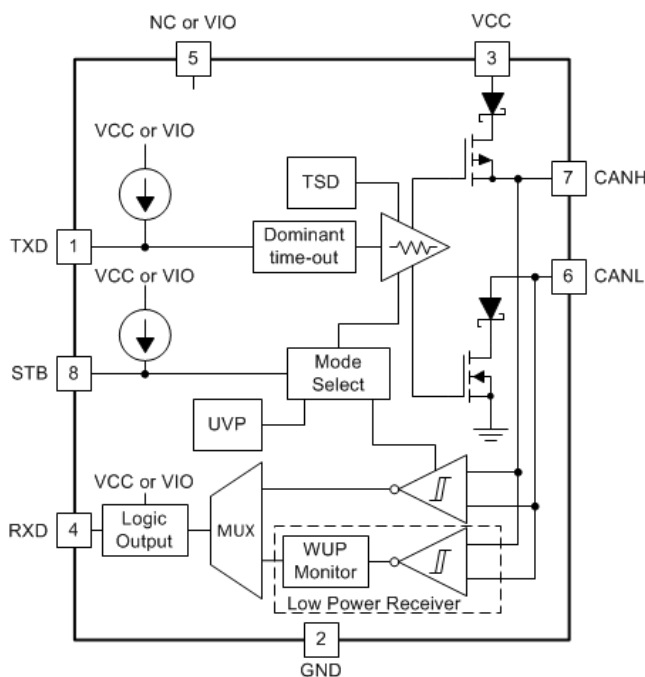 NC or VIO
VCC
5
3
VCC or VIO
TSD
7
CANH
TXD
1
Dominant
time-out
VCC or VIO
6
CANL
STB
8
Mode
Select
UVP
VCC or VIO
RXD
4
Logic
Output
MUX
WUP
Monitor
Low Power Receiver
2
GND